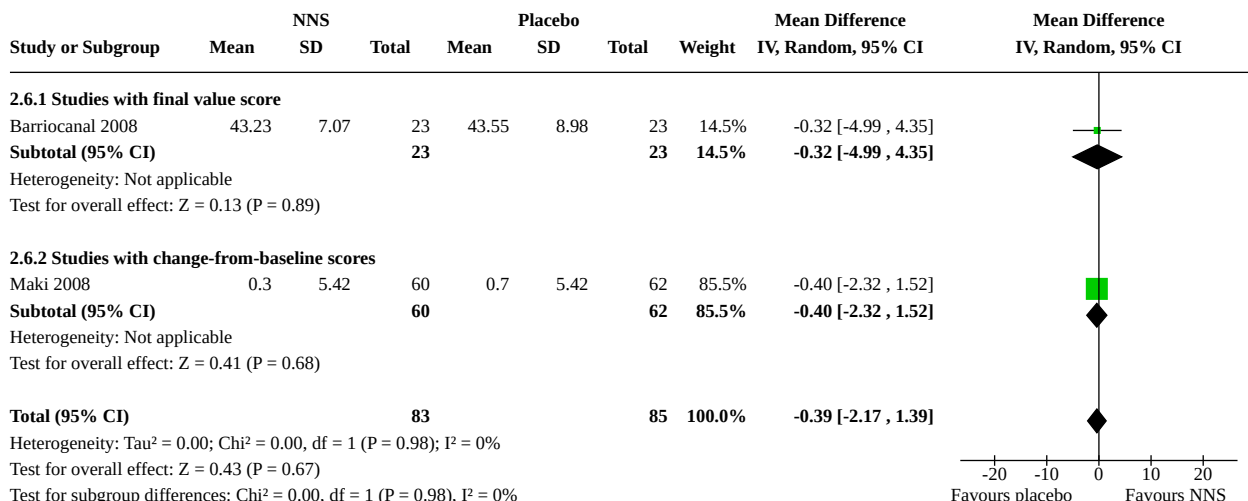 NNS Placebo Mean Difference Mean Difference
Study or Subgroup Mean SD Total Mean SD Total Weight IV, Random, 95% CI IV, Random, 95% CI
2.6.1 Studies with final value score
Barriocanal 2008 43.23 7.07 23 43.55 8.98 23 14.5% -0.32 [-4.99 , 4.35]
Subtotal (95% CI) 23 23 14.5% -0.32 [-4.99 , 4.35]
Heterogeneity: Not applicable
Test for overall effect: Z = 0.13 (P = 0.89)
2.6.2 Studies with change-from-baseline scores
Maki 2008 0.3 5.42 60 0.7 5.42 62 85.5% -0.40 [-2.32 , 1.52]
Subtotal (95% CI) 60 62 85.5% -0.40 [-2.32 , 1.52]
Heterogeneity: Not applicable
Test for overall effect: Z = 0.41 (P = 0.68)
Total (95% CI) 83 85 100.0% -0.39 [-2.17 , 1.39]
Heterogeneity: Tau² = 0.00; Chi² = 0.00, df = 1 (P = 0.98); I² = 0%
Test for overall effect: Z = 0.43 (P = 0.67) -20 -10 0 10 20
Test for subgroup differences: Chi² = 0.00, df = 1 (P = 0.98), I² = 0% Favours placebo Favours NNS